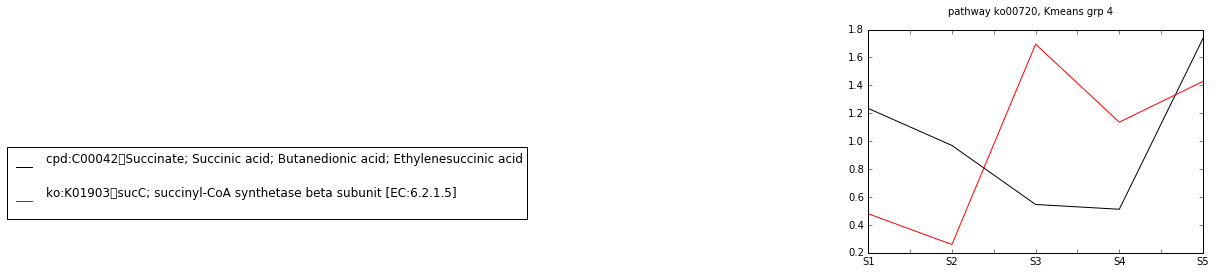 pathway ko00720, Kmeans grp 4
1.8
1.6
1.4
1.2
1.0
0.8
0.6
0.4
0.2
S1 S2 S3 S4 S5
cpd:C00042▯Succinate; Succinic acid; Butanedionic acid; Ethylenesuccinic acid
ko:K01903▯sucC; succinyl-CoA synthetase beta subunit [EC:6.2.1.5]